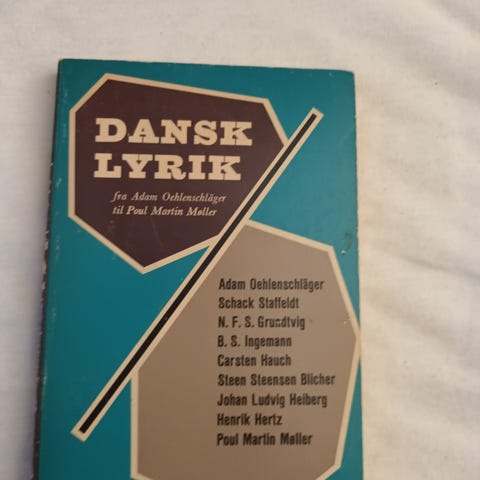 DANSK
LYRIK
fra Adam Oehlenschläger
til Poul Martin Møller
Adam Oehlenschläger
Schack Staffeldt
N. F. S. Grundtvig
B. S. Ingemann
Carsten Hauch
Steen Steensen Blicher
Johan Ludvig Heiberg
Henrik Hertz
Poul Martin Møller